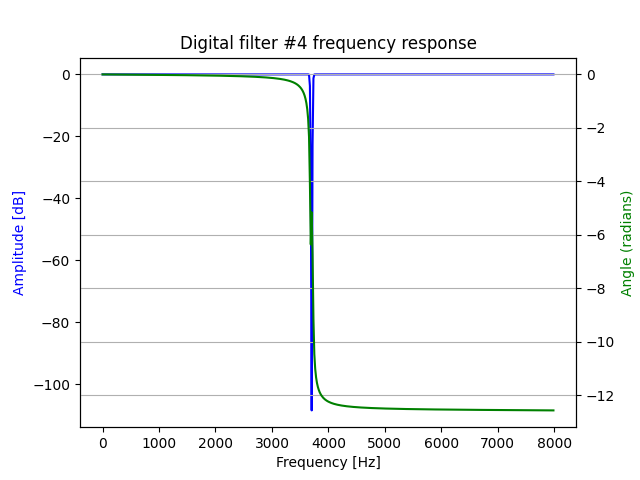 Digital filter #4 frequency response
Amplitude [dB]
0
−20
−40
−60
−80
−100
0
−2
−4
−6
−8
−10
−12
Angle (radians)
0 1000 2000 3000 4000 5000 6000 7000 8000
Frequency [Hz]